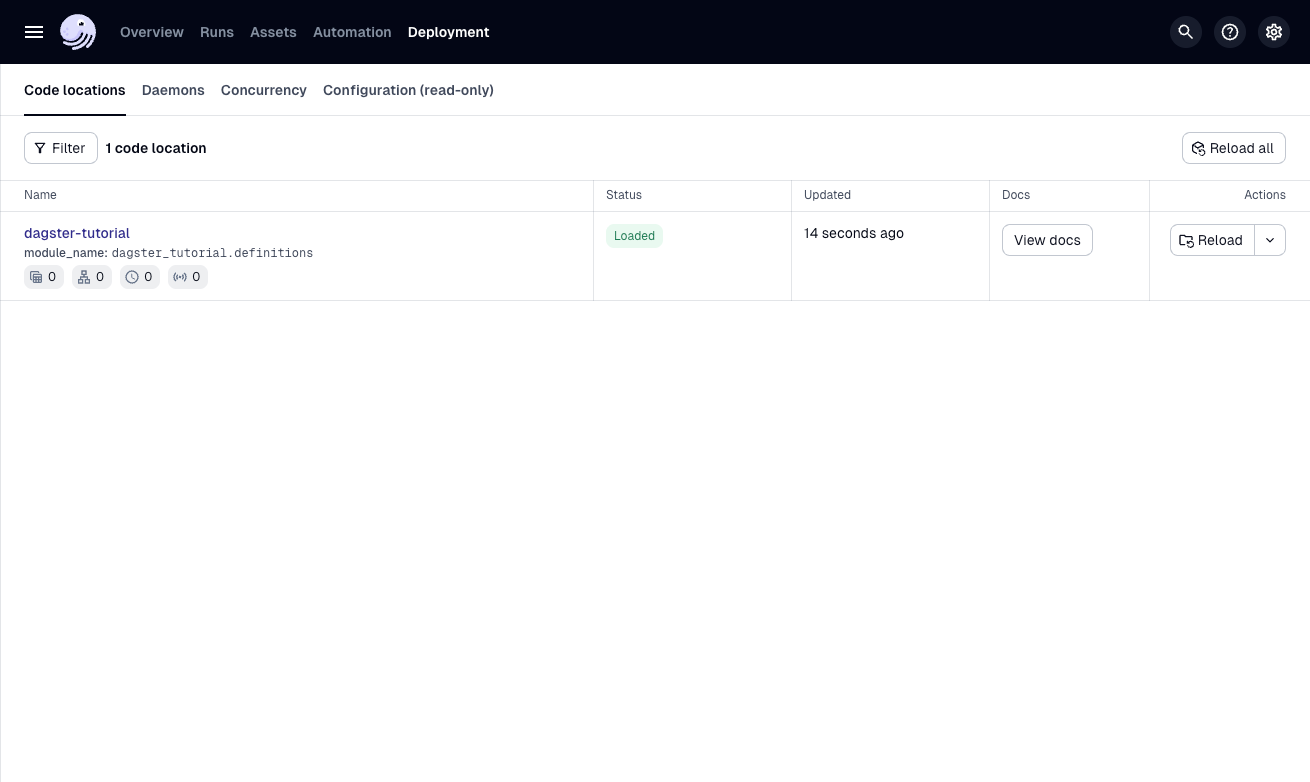 Overview Runs Assets Automation Deployment
Code locations Daemons Concurrency Configuration (read-only)
Filter 1 code location Reload all
Name Status Updated Docs Actions
dagster-tutorial Loaded 14 seconds ago View docs Reload
module_name: dagster_tutorial.definitions
0 0 0 0